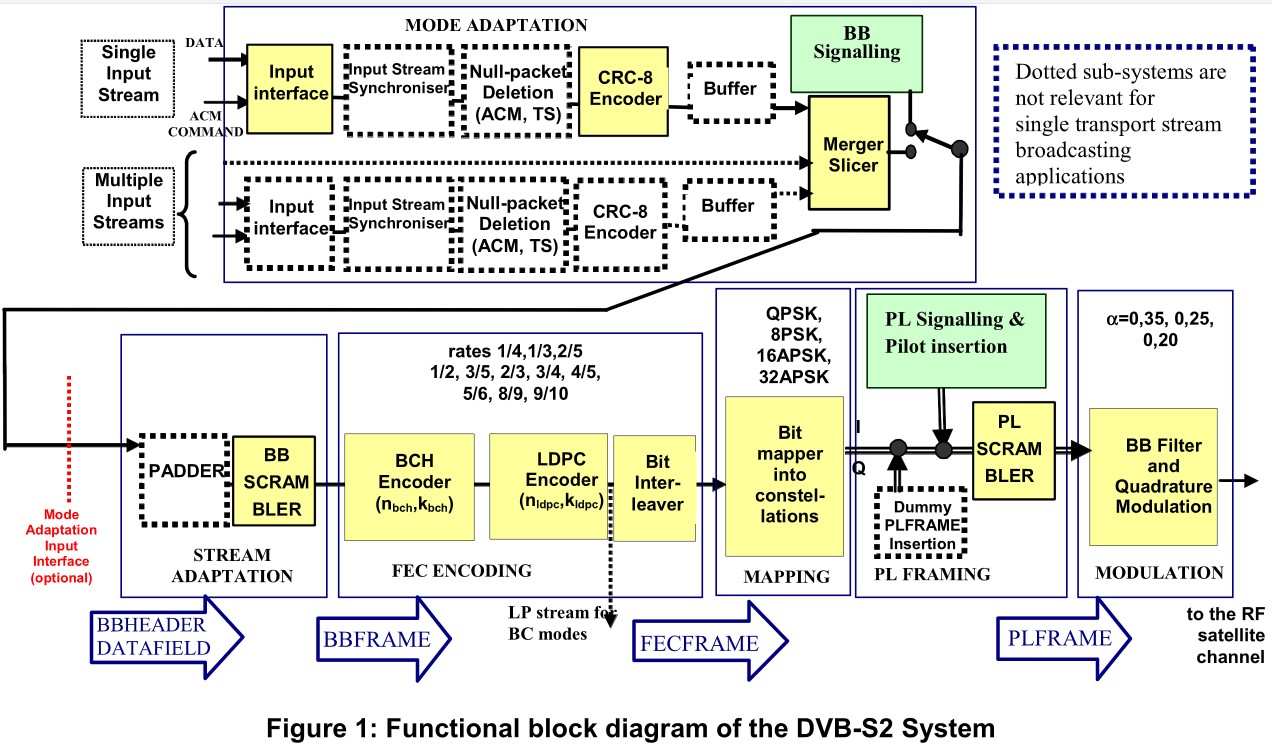 MODE ADAPTATION
Single
Input
Stream
DATA
ACM
COMMAND
Input
interface
Input Stream
Synchroniser
Null-packet
Deletion
(ACM, TS)
CRC-8
Encoder
Buffer
BB
Signalling
Merger
Slicer
Dotted sub-systems are
not relevant for
single transport stream
broadcasting
applications
Multiple
Input
Streams
Input
interface
Input Stream
Synchroniser
Null-packet
Deletion
(ACM, TS)
CRC-8
Encoder
Buffer
Mode
Adaptation
Input
Interface
(optional)
PADDER
BB
SCRAM
BLER
STREAM
ADAPTATION
rates 1/4,1/3,2/5
1/2, 3/5, 2/3, 3/4, 4/5,
5/6, 8/9, 9/10
BCH
Encoder
(nbch,kbch)
LDPC
Encoder
(nldpc,kldpc)
Bit
Inter-
leaver
FEC ENCODING
LP stream for
BC modes
QPSK,
8PSK,
16APSK,
32APSK
Bit
mapper
into
constel-
lations
MAPPING
I
Q
PL Signalling &
Pilot insertion
PL
SCRAM
BLER
Dummy
PLFRAME
Insertion
PL FRAMING
α=0,35, 0,25,
0,20
BB Filter
and
Quadrature
Modulation
MODULATION
BBHEADER
DATAFIELD
BBFRAME
FECFRAME
PLFRAME
to the RF
satellite
channel
Figure 1: Functional block diagram of the DVB-S2 System